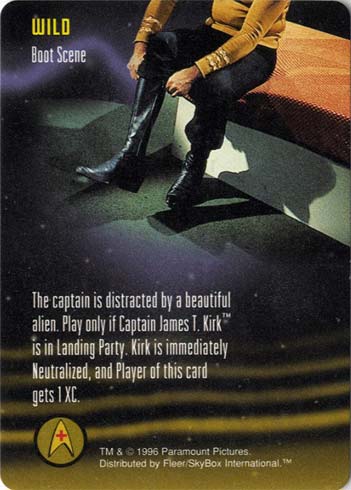 WILD
Boot Scene
The captain is distracted by a beautiful
alien. Play only if Captain James T. Kirk™
is in Landing Party. Kirk is immediately
Neutralized, and Player of this card
gets 1 XC.
TM & © 1996 Paramount Pictures.
Distributed by Fleer/SkyBox International.™